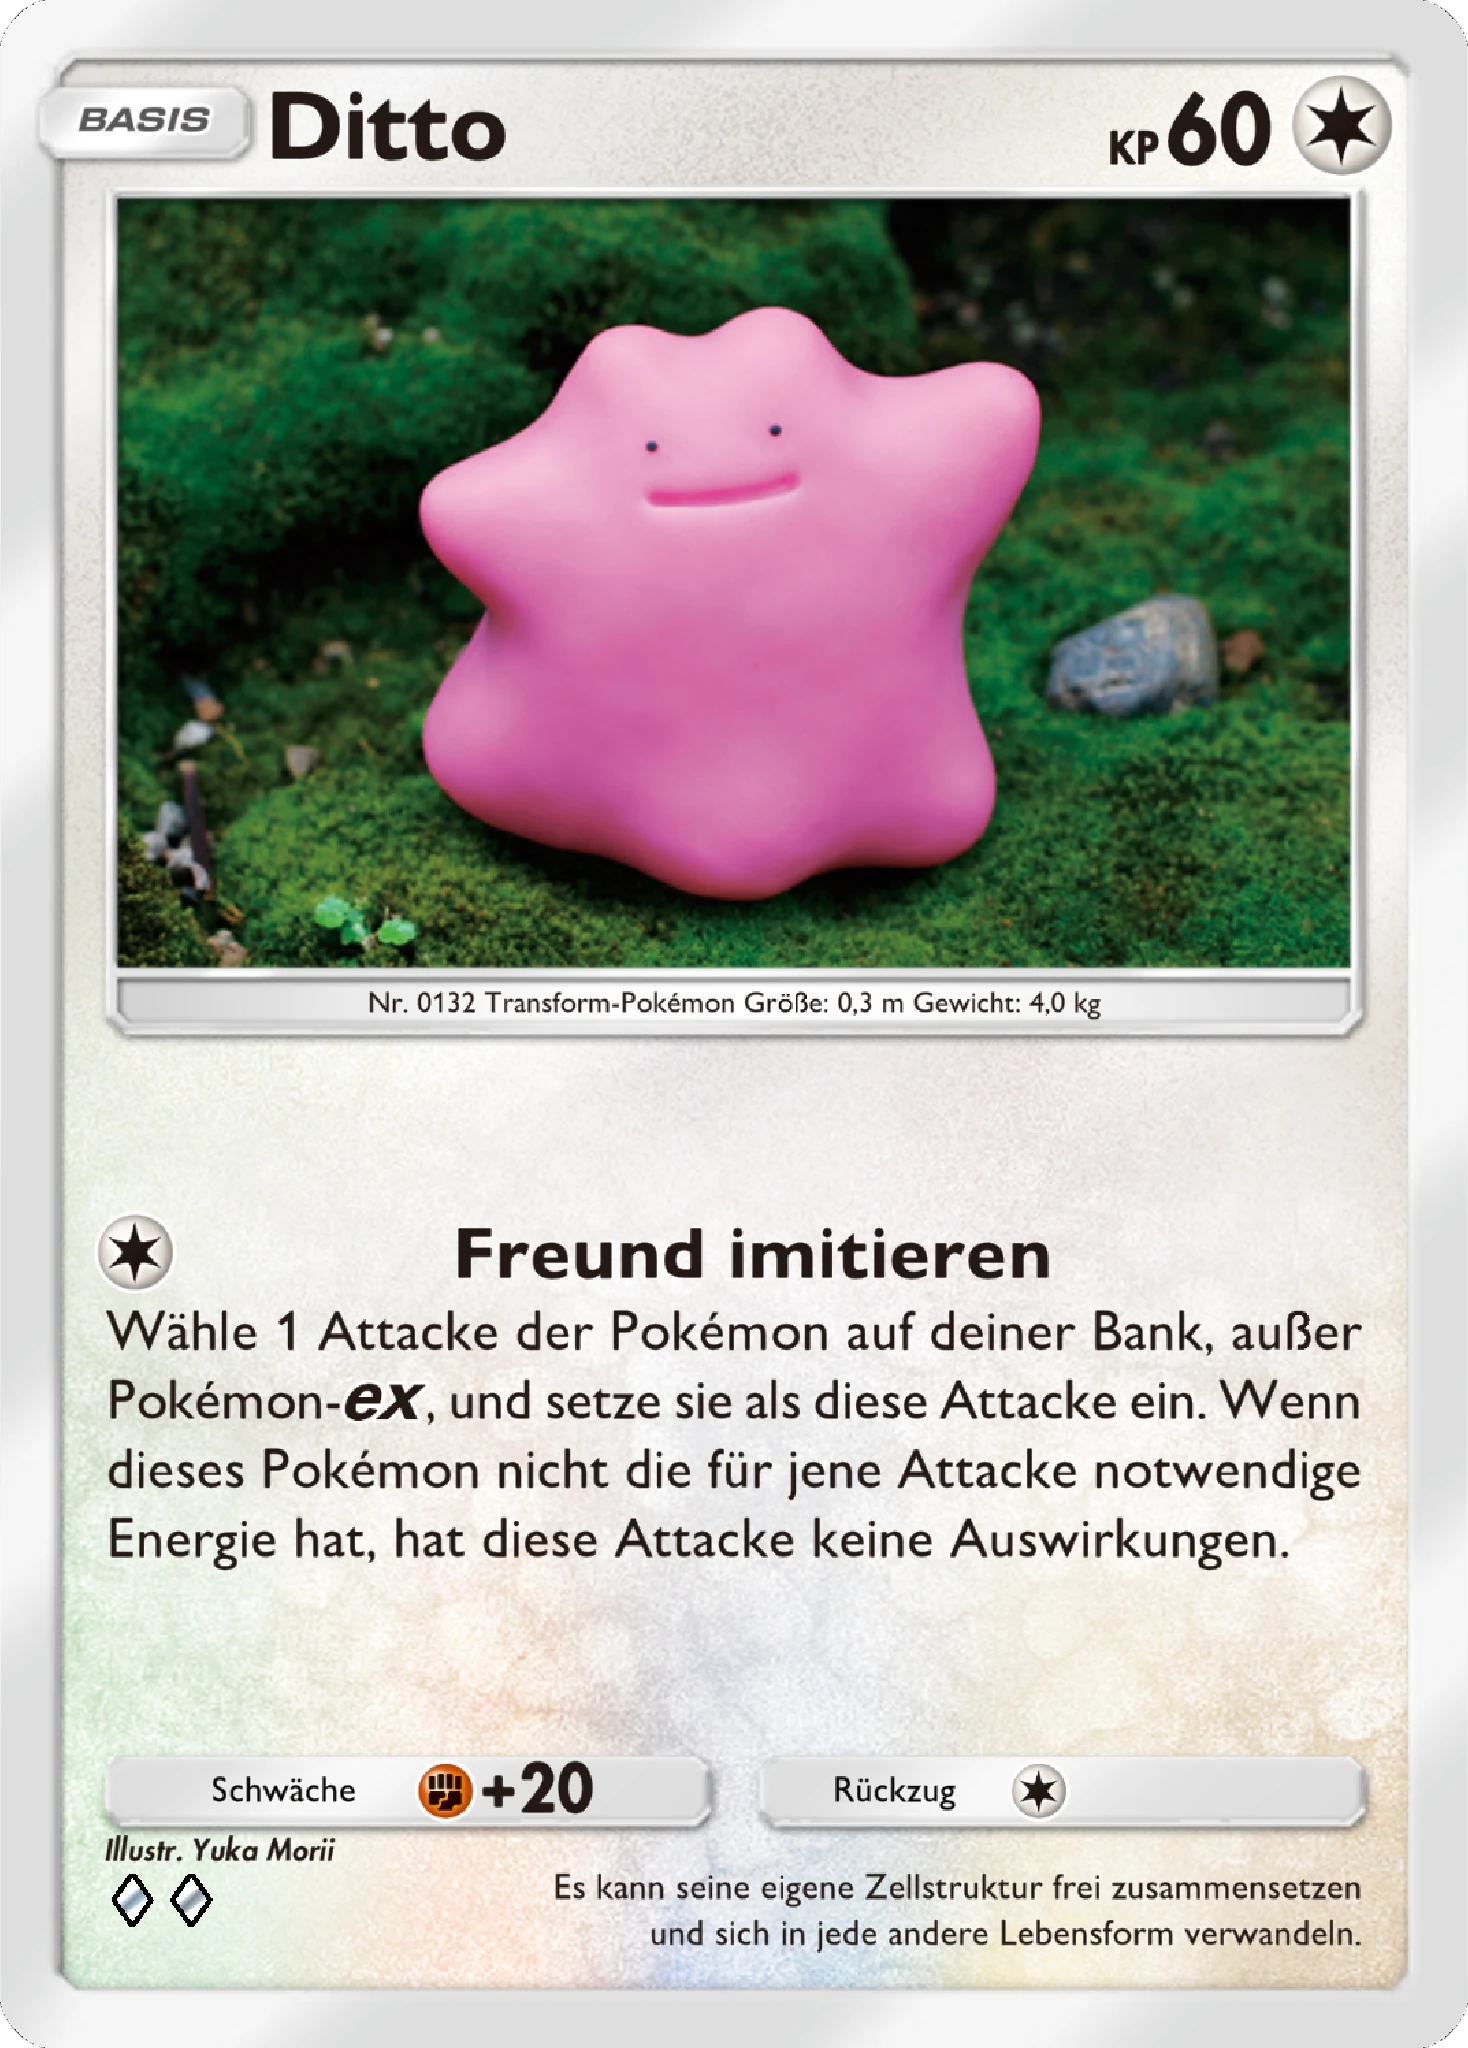 BASIS Ditto KP 60
Nr. 0132 Transform-Pokémon Größe: 0,3 m Gewicht: 4,0 kg
Freund imitieren
Wähle 1 Attacke der Pokémon auf deiner Bank, außer
Pokémon-ex, und setze sie als diese Attacke ein. Wenn
dieses Pokémon nicht die für jene Attacke notwendige
Energie hat, hat diese Attacke keine Auswirkungen.
Schwäche +20 Rückzug
Illustr. Yuka Morii
Es kann seine eigene Zellstruktur frei zusammensetzen
und sich in jede andere Lebensform verwandeln.